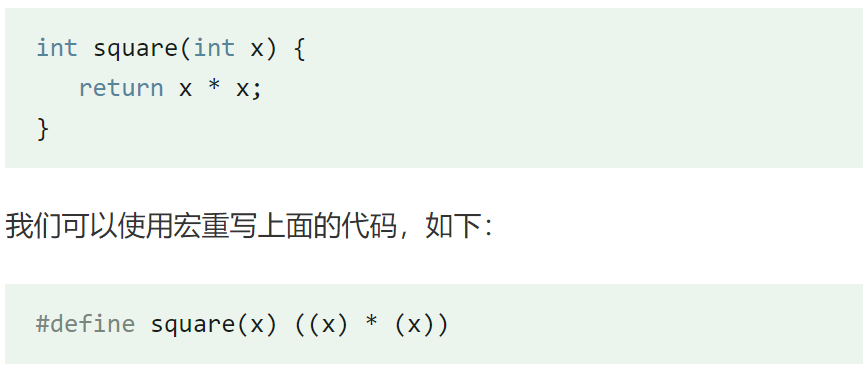 int square(int x) {
   return x * x;
}
我们可以使用宏重写上面的代码，如下：
#define square(x) ((x) * (x))